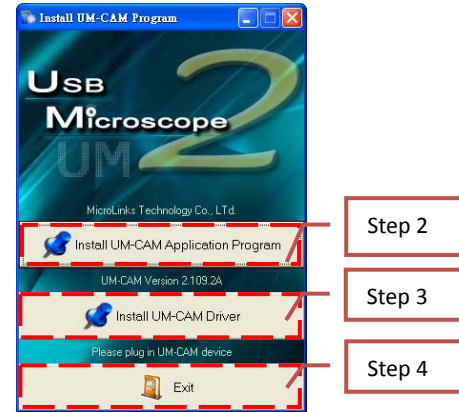 Install UM-CAM Program
USB
Microscope
2
UM
MicroLinks Technology Co., LTd.
Install UM-CAM Application Program
Step 2
UM-CAM Version 2.109.2A
Install UM-CAM Driver
Step 3
Please plug in UM-CAM device
Exit
Step 4